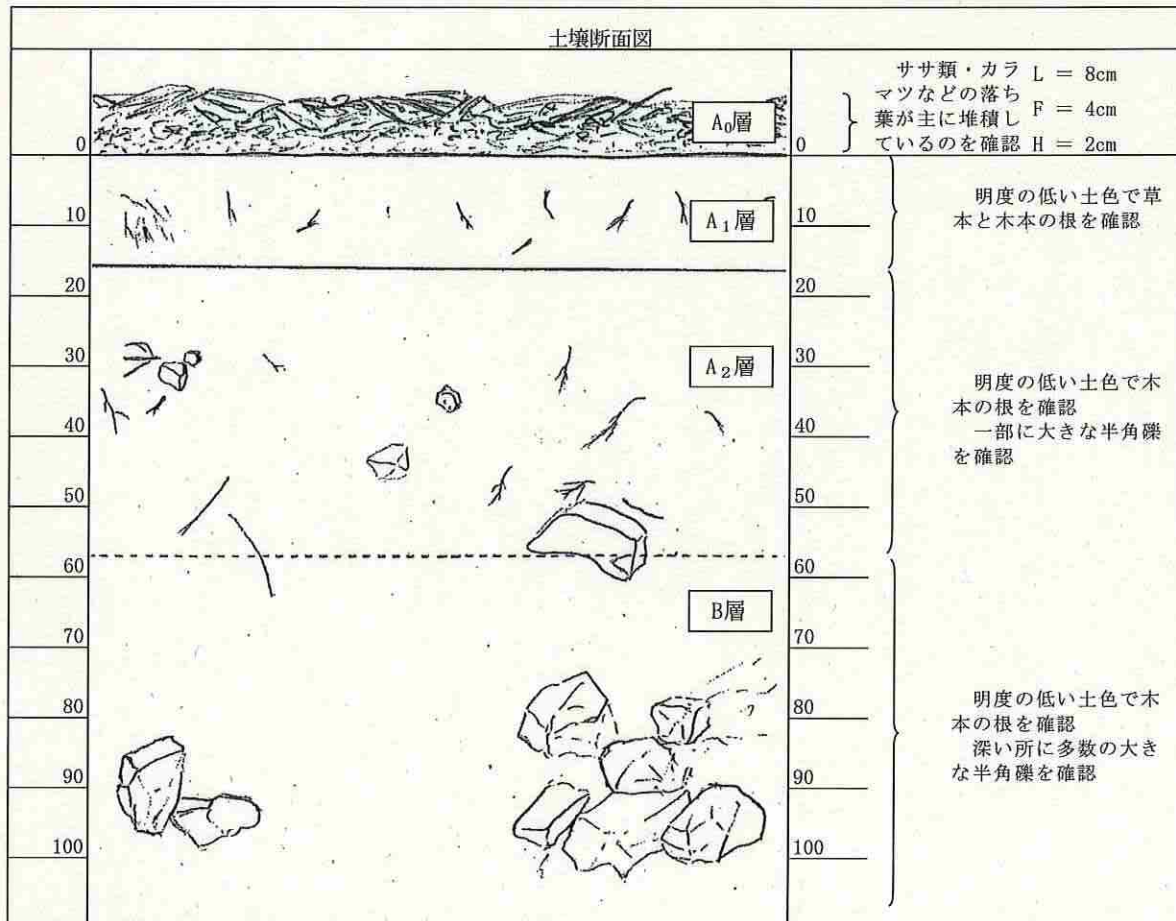 土壌断面図
ササ類・カラ
マツなどの落ち
葉が主に堆積し
ているのを確認
L = 8cm
F = 4cm
H = 2cm
A₀層
0
0
明度の低い土色で草
本と木本の根を確認
A₁層
10
10
20
20
30
30
A₂層
明度の低い土色で木
本の根を確認
一部に大きな半角礫
を確認
40
40
50
50
60
60
B層
70
70
明度の低い土色で木
本の根を確認
深い所に多数の大き
な半角礫を確認
80
80
90
90
100
100